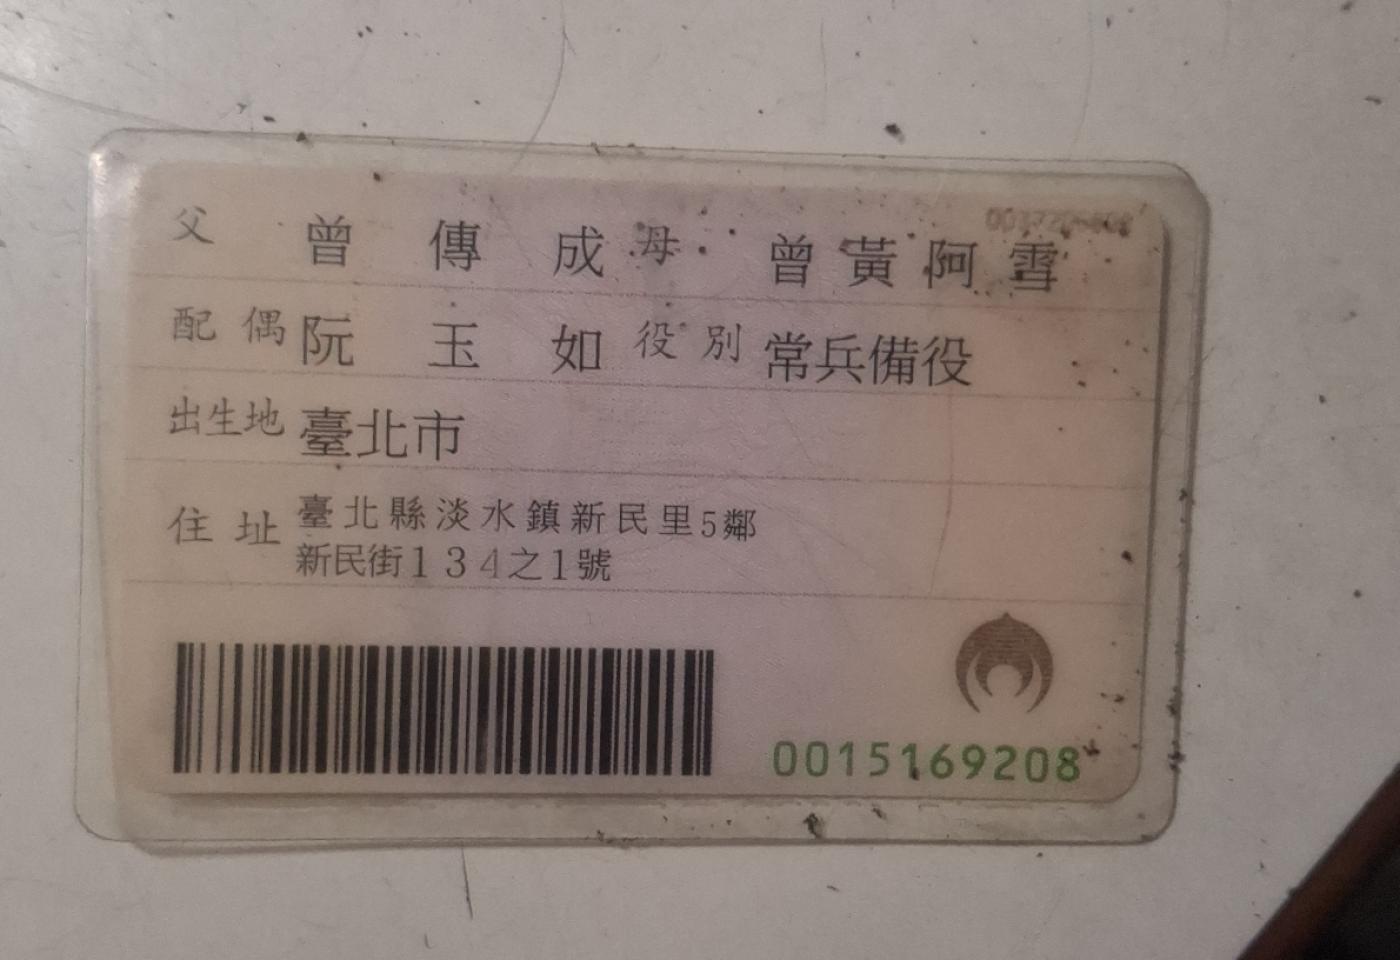 父 曾傳成 母 曾黃阿雪
配偶 阮玉如 役別 常兵備役
出生地 臺北市
住址 臺北縣淡水鎮新民里5鄰
新民街134之1號
0015169208